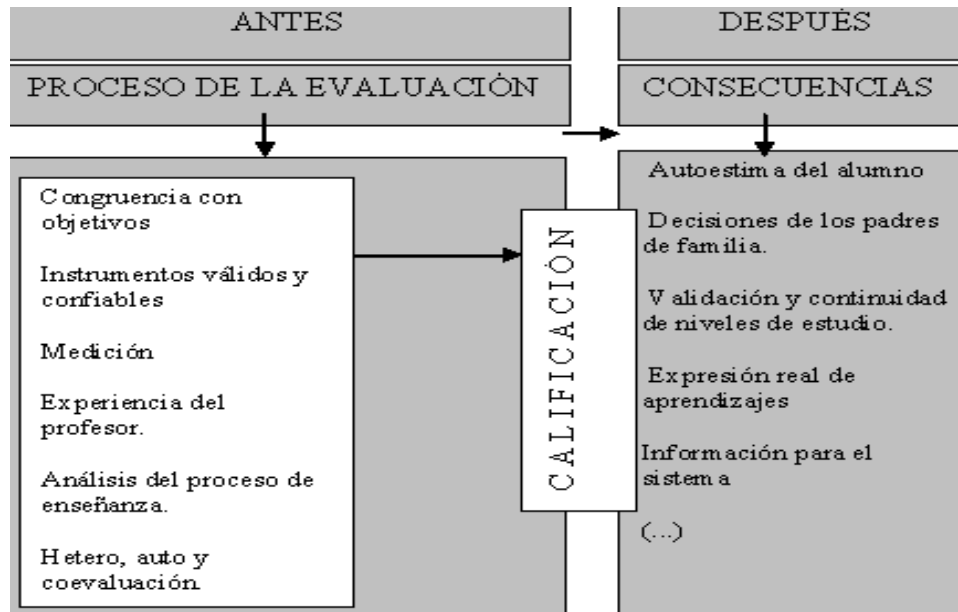 ANTES
PROCESO DE LA EVALUACIÓN
Congruencia con
objetivos
Instrumentos válidos y
confiables
Medición
Experiencia del
profesor.
Análisis del proceso de
enseñanza.
Hetero, auto y
coevaluación
CALIFICACIÓN
DESPUÉS
CONSECUENCIAS
Autoestima del alumno
Decisiones de los padres
de familia.
Validación y continuidad
de niveles de estudio.
Expresión real de
aprendizajes
Información para el
sistema
(...)